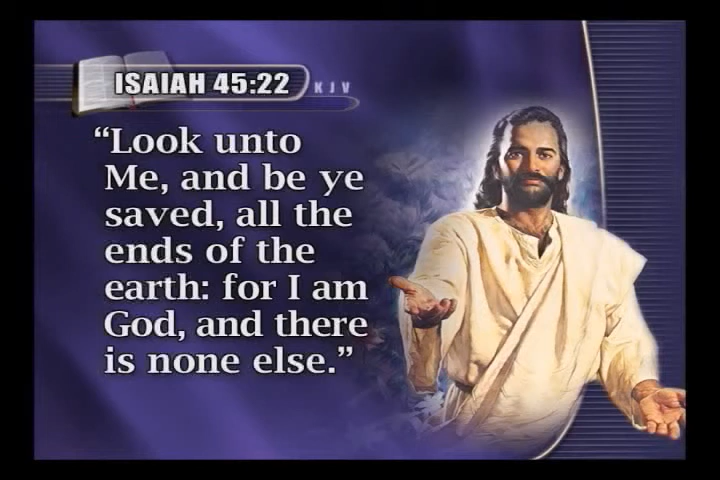 ISAIAH 45:22 KJV
“Look unto
Me, and be ye
saved, all the
ends of the
earth: for I am
God, and there
is none else.”